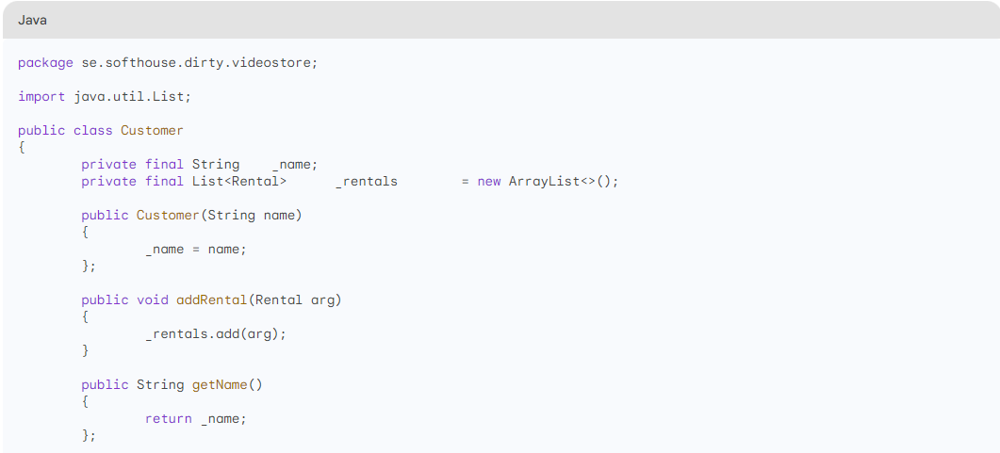 Java
package se.softhouse.dirty.videostore;
import java.util.List;
public class Customer
{
private final String _name;
private final List<Rental> _rentals = new ArrayList<>();
public Customer(String name)
{
_name = name;
};
public void addRental(Rental arg)
{
_rentals.add(arg);
}
public String getName()
{
return _name;
};